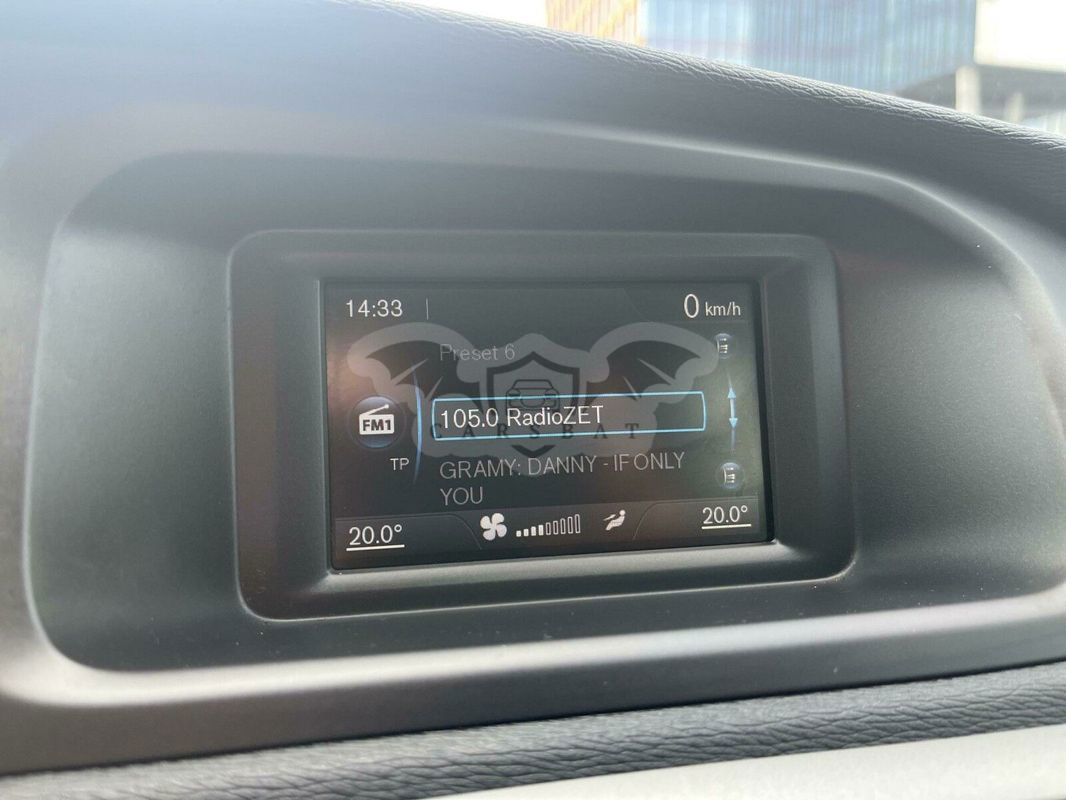 14:33
0 km/h
Preset 6
FM1
105.0 RadioZET
CARSBAT
TP
GRAMY: DANNY - IF ONLY
YOU
20.0°
20.0°